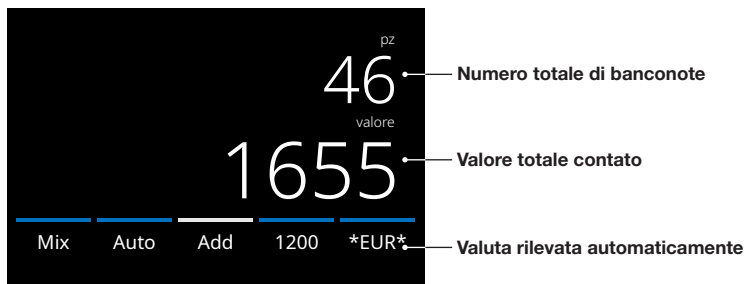 pz
46
Numero totale di banconote
valore
1655
Valore totale contato
Mix Auto Add 1200 *EUR*
Valuta rilevata automaticamente